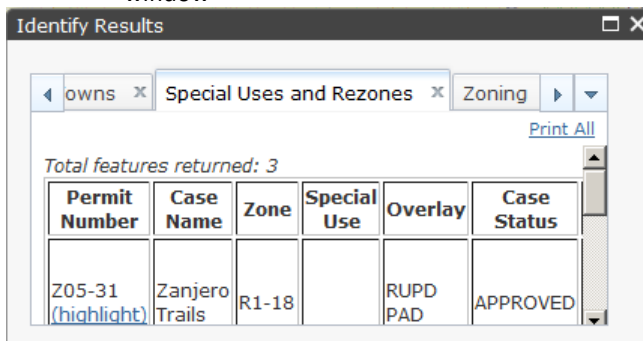 Identify Results
owns x Special Uses and Rezones x Zoning
Print All
Total features returned: 3
Permit Number Case Name Zone Special Use Overlay Case Status
Z05-31 (highlight) Zanjero Trails R1-18 RUPD PAD APPROVED